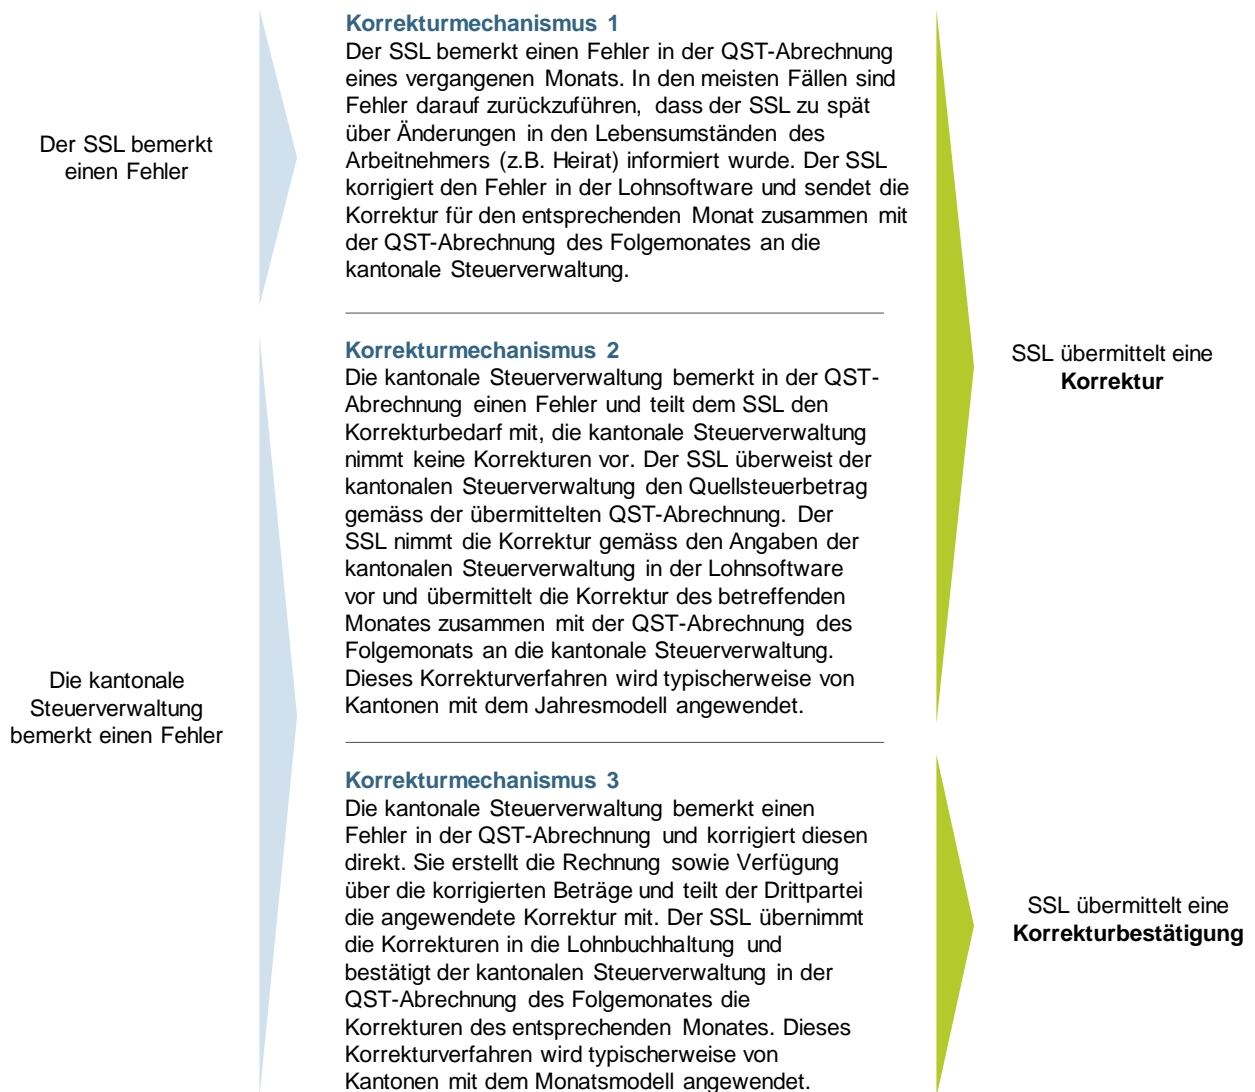 Der SSL bemerkt
einen Fehler
Korrekturmechanismus 1
Der SSL bemerkt einen Fehler in der QST-Abrechnung
eines vergangenen Monats. In den meisten Fällen sind
Fehler darauf zurückzuführen, dass der SSL zu spät
über Änderungen in den Lebensumständen des
Arbeitnehmers (z.B. Heirat) informiert wurde. Der SSL
korrigiert den Fehler in der Lohnsoftware und sendet die
Korrektur für den entsprechenden Monat zusammen mit
der QST-Abrechnung des Folgemonates an die
kantonale Steuerverwaltung.
Korrekturmechanismus 2
Die kantonale Steuerverwaltung bemerkt in der QST-
Abrechnung einen Fehler und teilt dem SSL den
Korrekturbedarf mit, die kantonale Steuerverwaltung
nimmt keine Korrekturen vor. Der SSL überweist der
kantonalen Steuerverwaltung den Quellsteuerbetrag
gemäss der übermittelten QST-Abrechnung. Der
SSL nimmt die Korrektur gemäss den Angaben der
kantonalen Steuerverwaltung in der Lohnsoftware
vor und übermittelt die Korrektur des betreffenden
Monates zusammen mit der QST-Abrechnung des
Folgemonats an die kantonale Steuerverwaltung.
Dieses Korrekturverfahren wird typischerweise von
Kantonen mit dem Jahresmodell angewendet.
SSL übermittelt eine
Korrektur
Die kantonale
Steuerverwaltung
bemerkt einen Fehler
Korrekturmechanismus 3
Die kantonale Steuerverwaltung bemerkt einen
Fehler in der QST-Abrechnung und korrigiert diesen
direkt. Sie erstellt die Rechnung sowie Verfügung
über die korrigierten Beträge und teilt der Drittpartei
die angewendete Korrektur mit. Der SSL übernimmt
die Korrekturen in die Lohnbuchhaltung und
bestätigt der kantonalen Steuerverwaltung in der
QST-Abrechnung des Folgemonates die
Korrekturen des entsprechenden Monates. Dieses
Korrekturverfahren wird typischerweise von
Kantonen mit dem Monatsmodell angewendet.
SSL übermittelt eine
Korrekturbestätigung